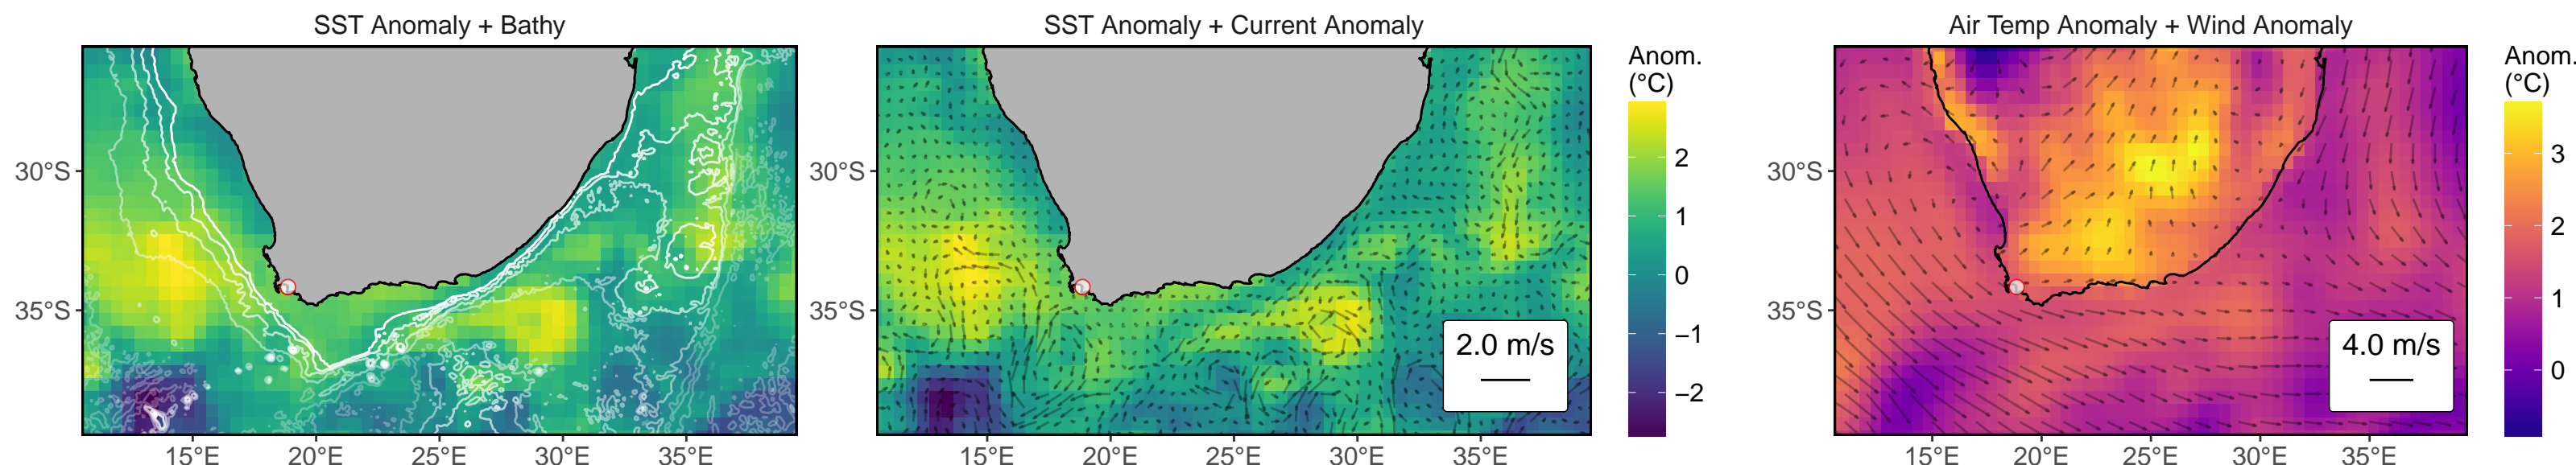 SST Anomaly + Bathy
30°S
35°S
15°E 20°E 25°E 30°E 35°E
SST Anomaly + Current Anomaly
30°S
35°S
15°E 20°E 25°E 30°E 35°E
2.0 m/s
Anom.
(°C)
2
1
0
−1
−2
Air Temp Anomaly + Wind Anomaly
30°S
35°S
15°E 20°E 25°E 30°E 35°E
4.0 m/s
Anom.
(°C)
3
2
1
0